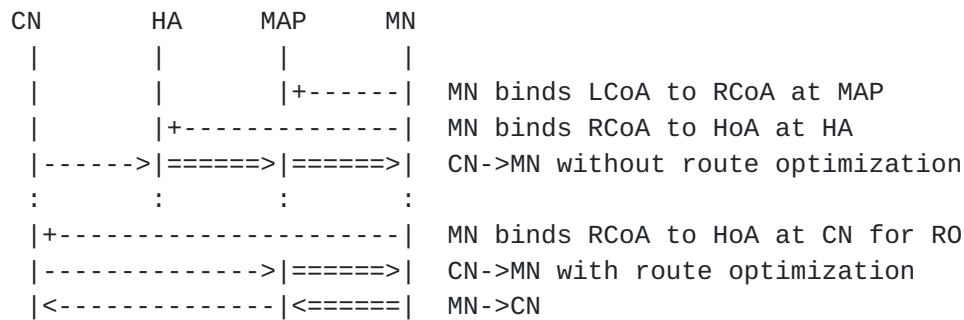 CN        HA     MAP     MN
 |        |       |       |
 |        |       |+------|  MN binds LCoA to RCoA at MAP
 |        |+--------------|  MN binds RCoA to HoA at HA
 |------>|======>|======>|  CN->MN without route optimization
 :        :       :       :
 |+----------------------|  MN binds RCoA to HoA at CN for RO
 |-------------->|======>|  CN->MN with route optimization
 |<--------------|<======|  MN->CN